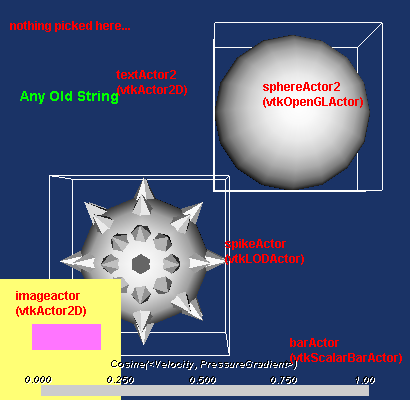 nothing picked here...
textActor2
(vtkActor2D)
sphereActor2
(vtkOpenGLActor)
Any Old String
spikeActor
(vtkLODActor)
imageactor
(vtkActor2D)
barActor
(vtkScalarBarActor)
Cosine(<Velocity, PressureGradient>)
0.000 0.250 0.500 0.750 1.00